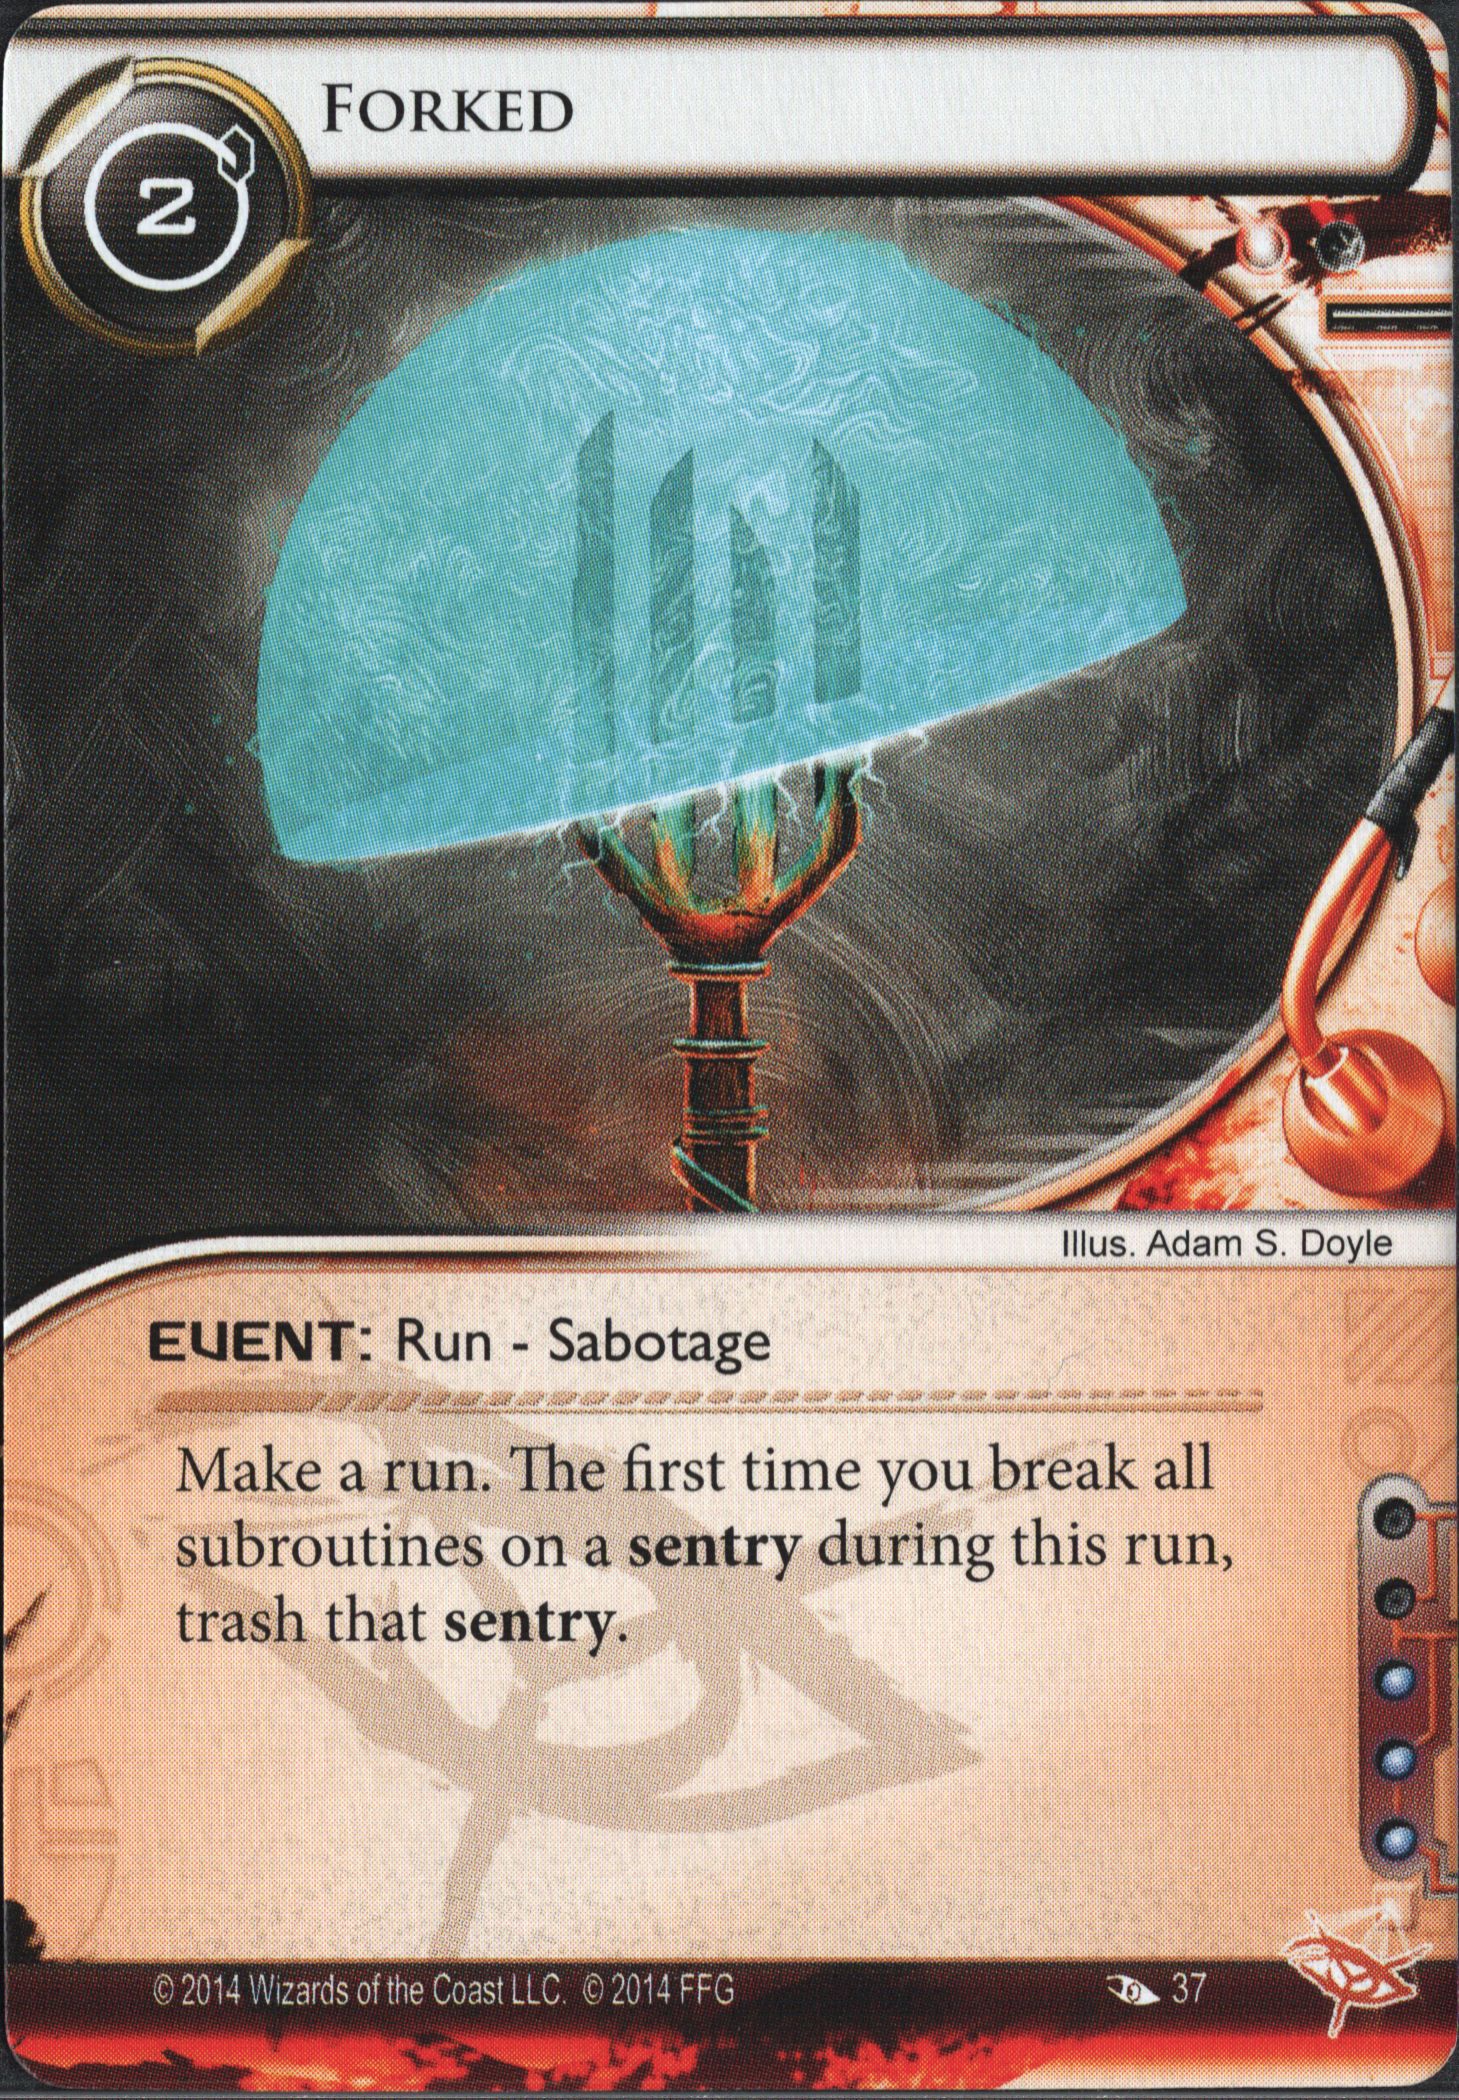 2
Forked
Illus. Adam S. Doyle
EVENT: Run - Sabotage
Make a run. The first time you break all
subroutines on a sentry during this run,
trash that sentry.
© 2014 Wizards of the Coast LLC. © 2014 FFG
37